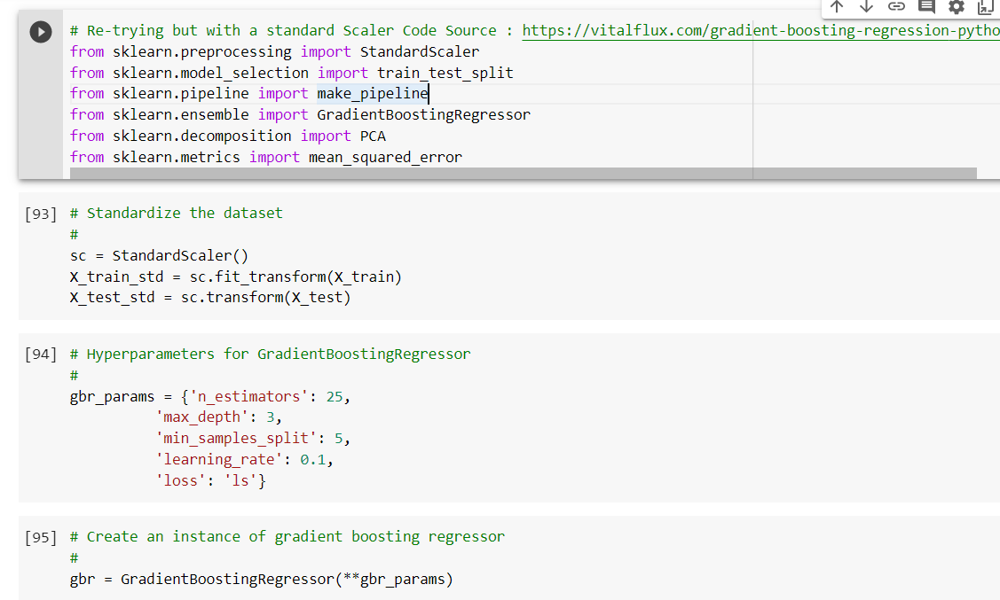 # Re-trying but with a standard Scaler Code Source : https://vitalflux.com/gradient-boosting-regression-pytho
from sklearn.preprocessing import StandardScaler
from sklearn.model_selection import train_test_split
from sklearn.pipeline import make_pipeline
from sklearn.ensemble import GradientBoostingRegressor
from sklearn.decomposition import PCA
from sklearn.metrics import mean_squared_error
[93] # Standardize the dataset
#
sc = StandardScaler()
X_train_std = sc.fit_transform(X_train)
X_test_std = sc.transform(X_test)
[94] # Hyperparameters for GradientBoostingRegressor
#
gbr_params = {'n_estimators': 25,
'max_depth': 3,
'min_samples_split': 5,
'learning_rate': 0.1,
'loss': 'ls'}
[95] # Create an instance of gradient boosting regressor
#
gbr = GradientBoostingRegressor(**gbr_params)